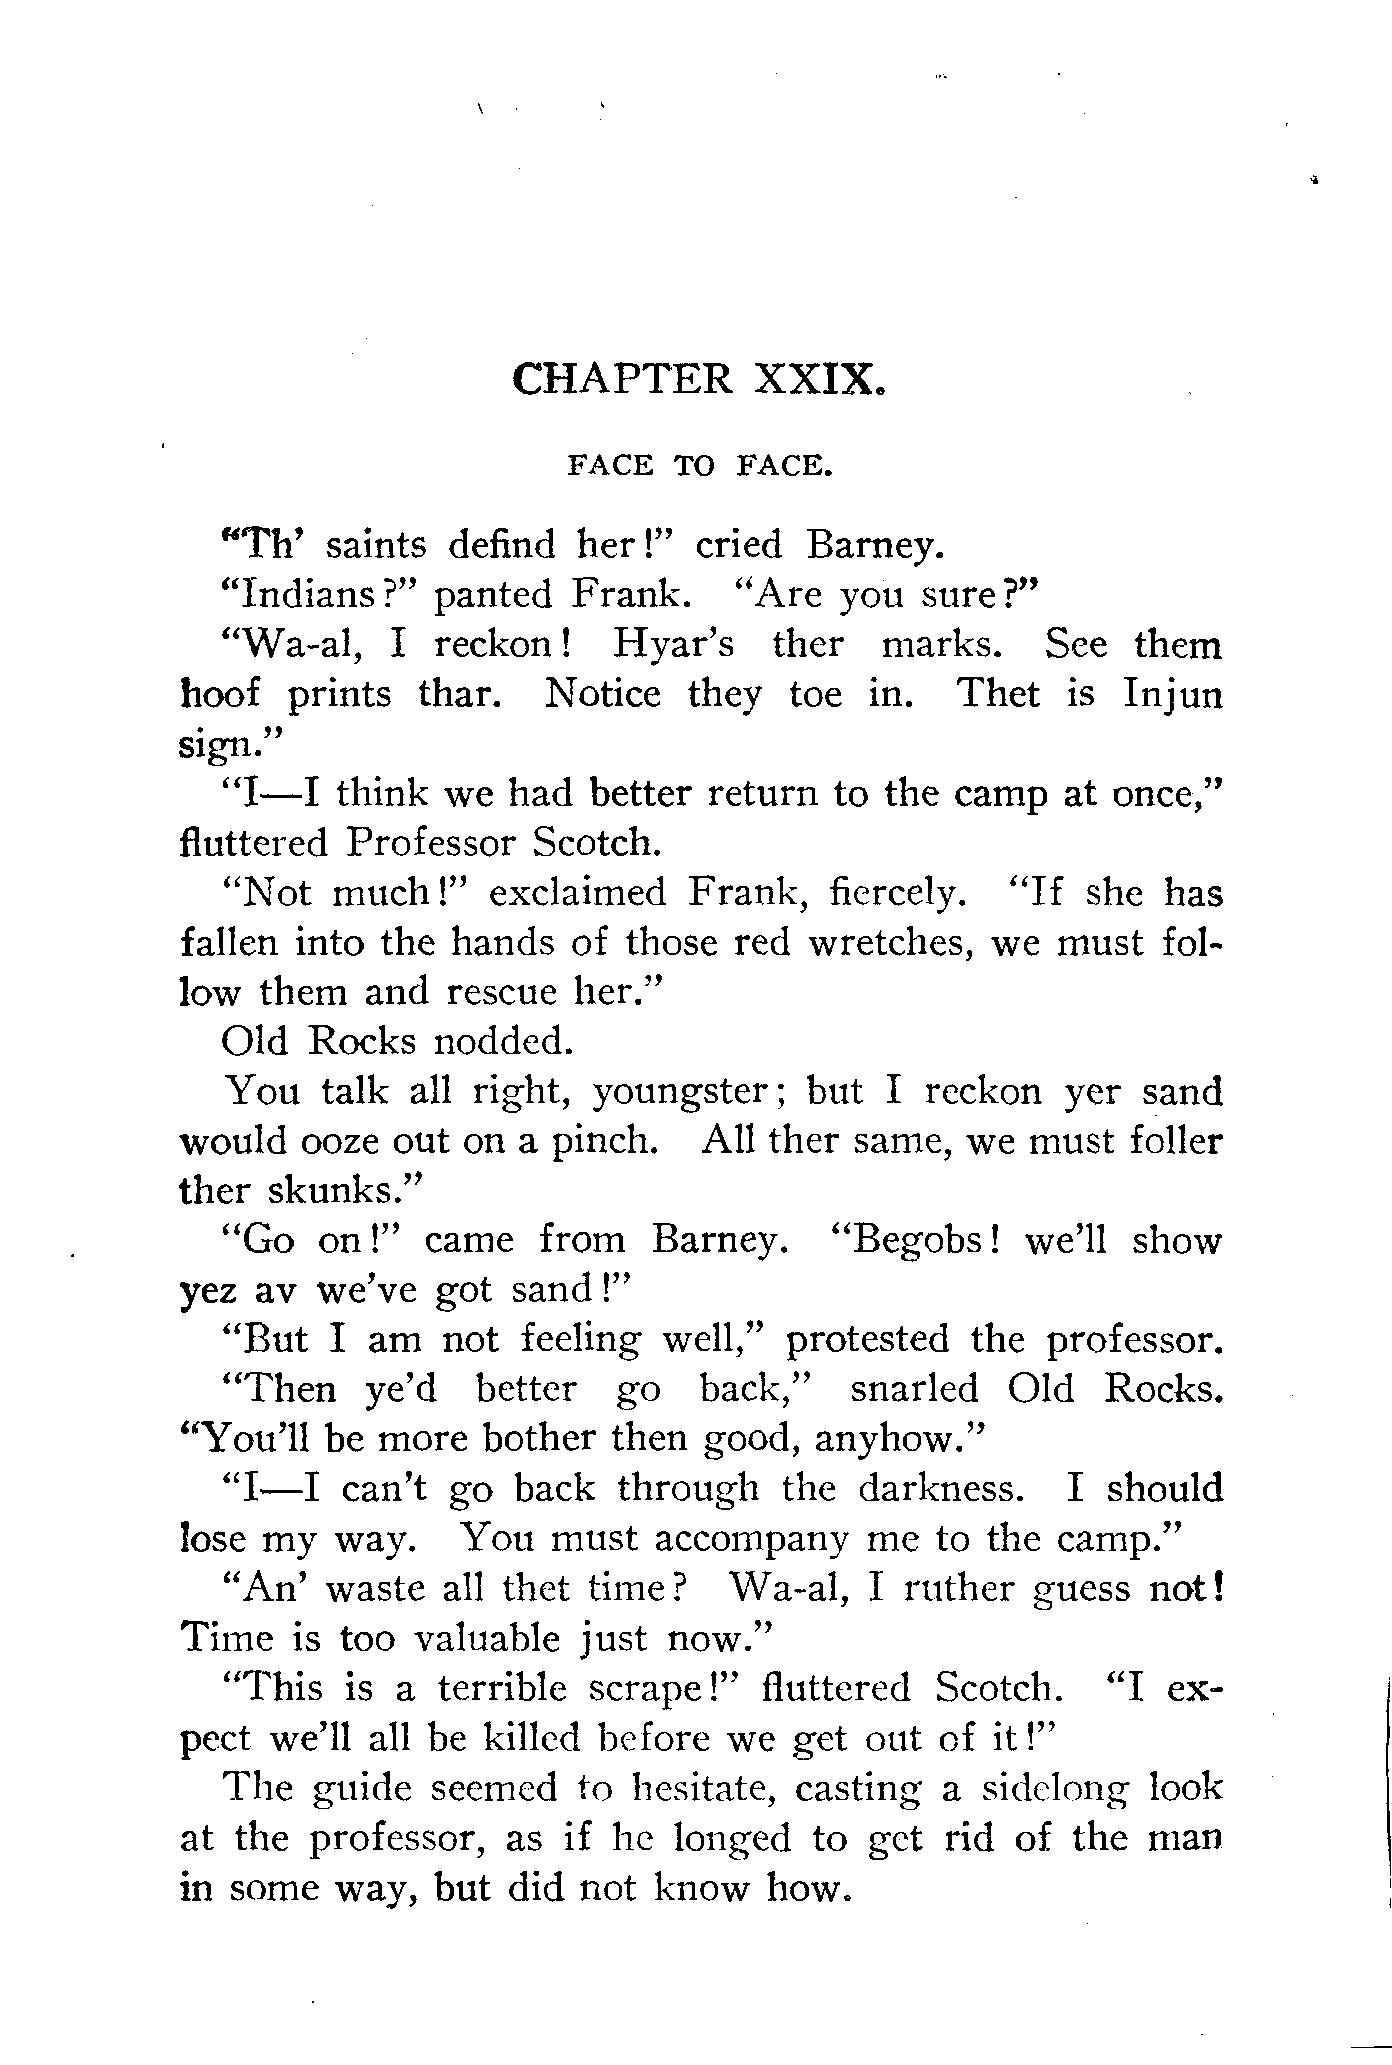 CHAPTER XXIX.
FACE TO FACE.
“Th’ saints defind her!” cried Barney.
“Indians?” panted Frank. “Are you sure?”
“Wa-al, I reckon! Hyar’s ther marks. See them
hoof prints thar. Notice they toe in. Thet is Injun
sign.”
“I—I think we had better return to the camp at once,”
fluttered Professor Scotch.
“Not much!” exclaimed Frank, fiercely. “If she has
fallen into the hands of those red wretches, we must fol-
low them and rescue her.”
Old Rocks nodded.
You talk all right, youngster; but I reckon yer sand
would ooze out on a pinch. All ther same, we must foller
ther skunks.”
“Go on!” came from Barney. “Begobs! we’ll show
yez av we’ve got sand!”
“But I am not feeling well,” protested the professor.
“Then ye’d better go back,” snarled Old Rocks.
“You’ll be more bother then good, anyhow.”
“I—I can’t go back through the darkness. I should
lose my way. You must accompany me to the camp.”
“An’ waste all thet time? Wa-al, I ruther guess not!
Time is too valuable just now.”
“This is a terrible scrape!” fluttered Scotch. “I ex-
pect we’ll all be killed before we get out of it!”
The guide seemed to hesitate, casting a sidelong look
at the professor, as if he longed to get rid of the man
in some way, but did not know how.